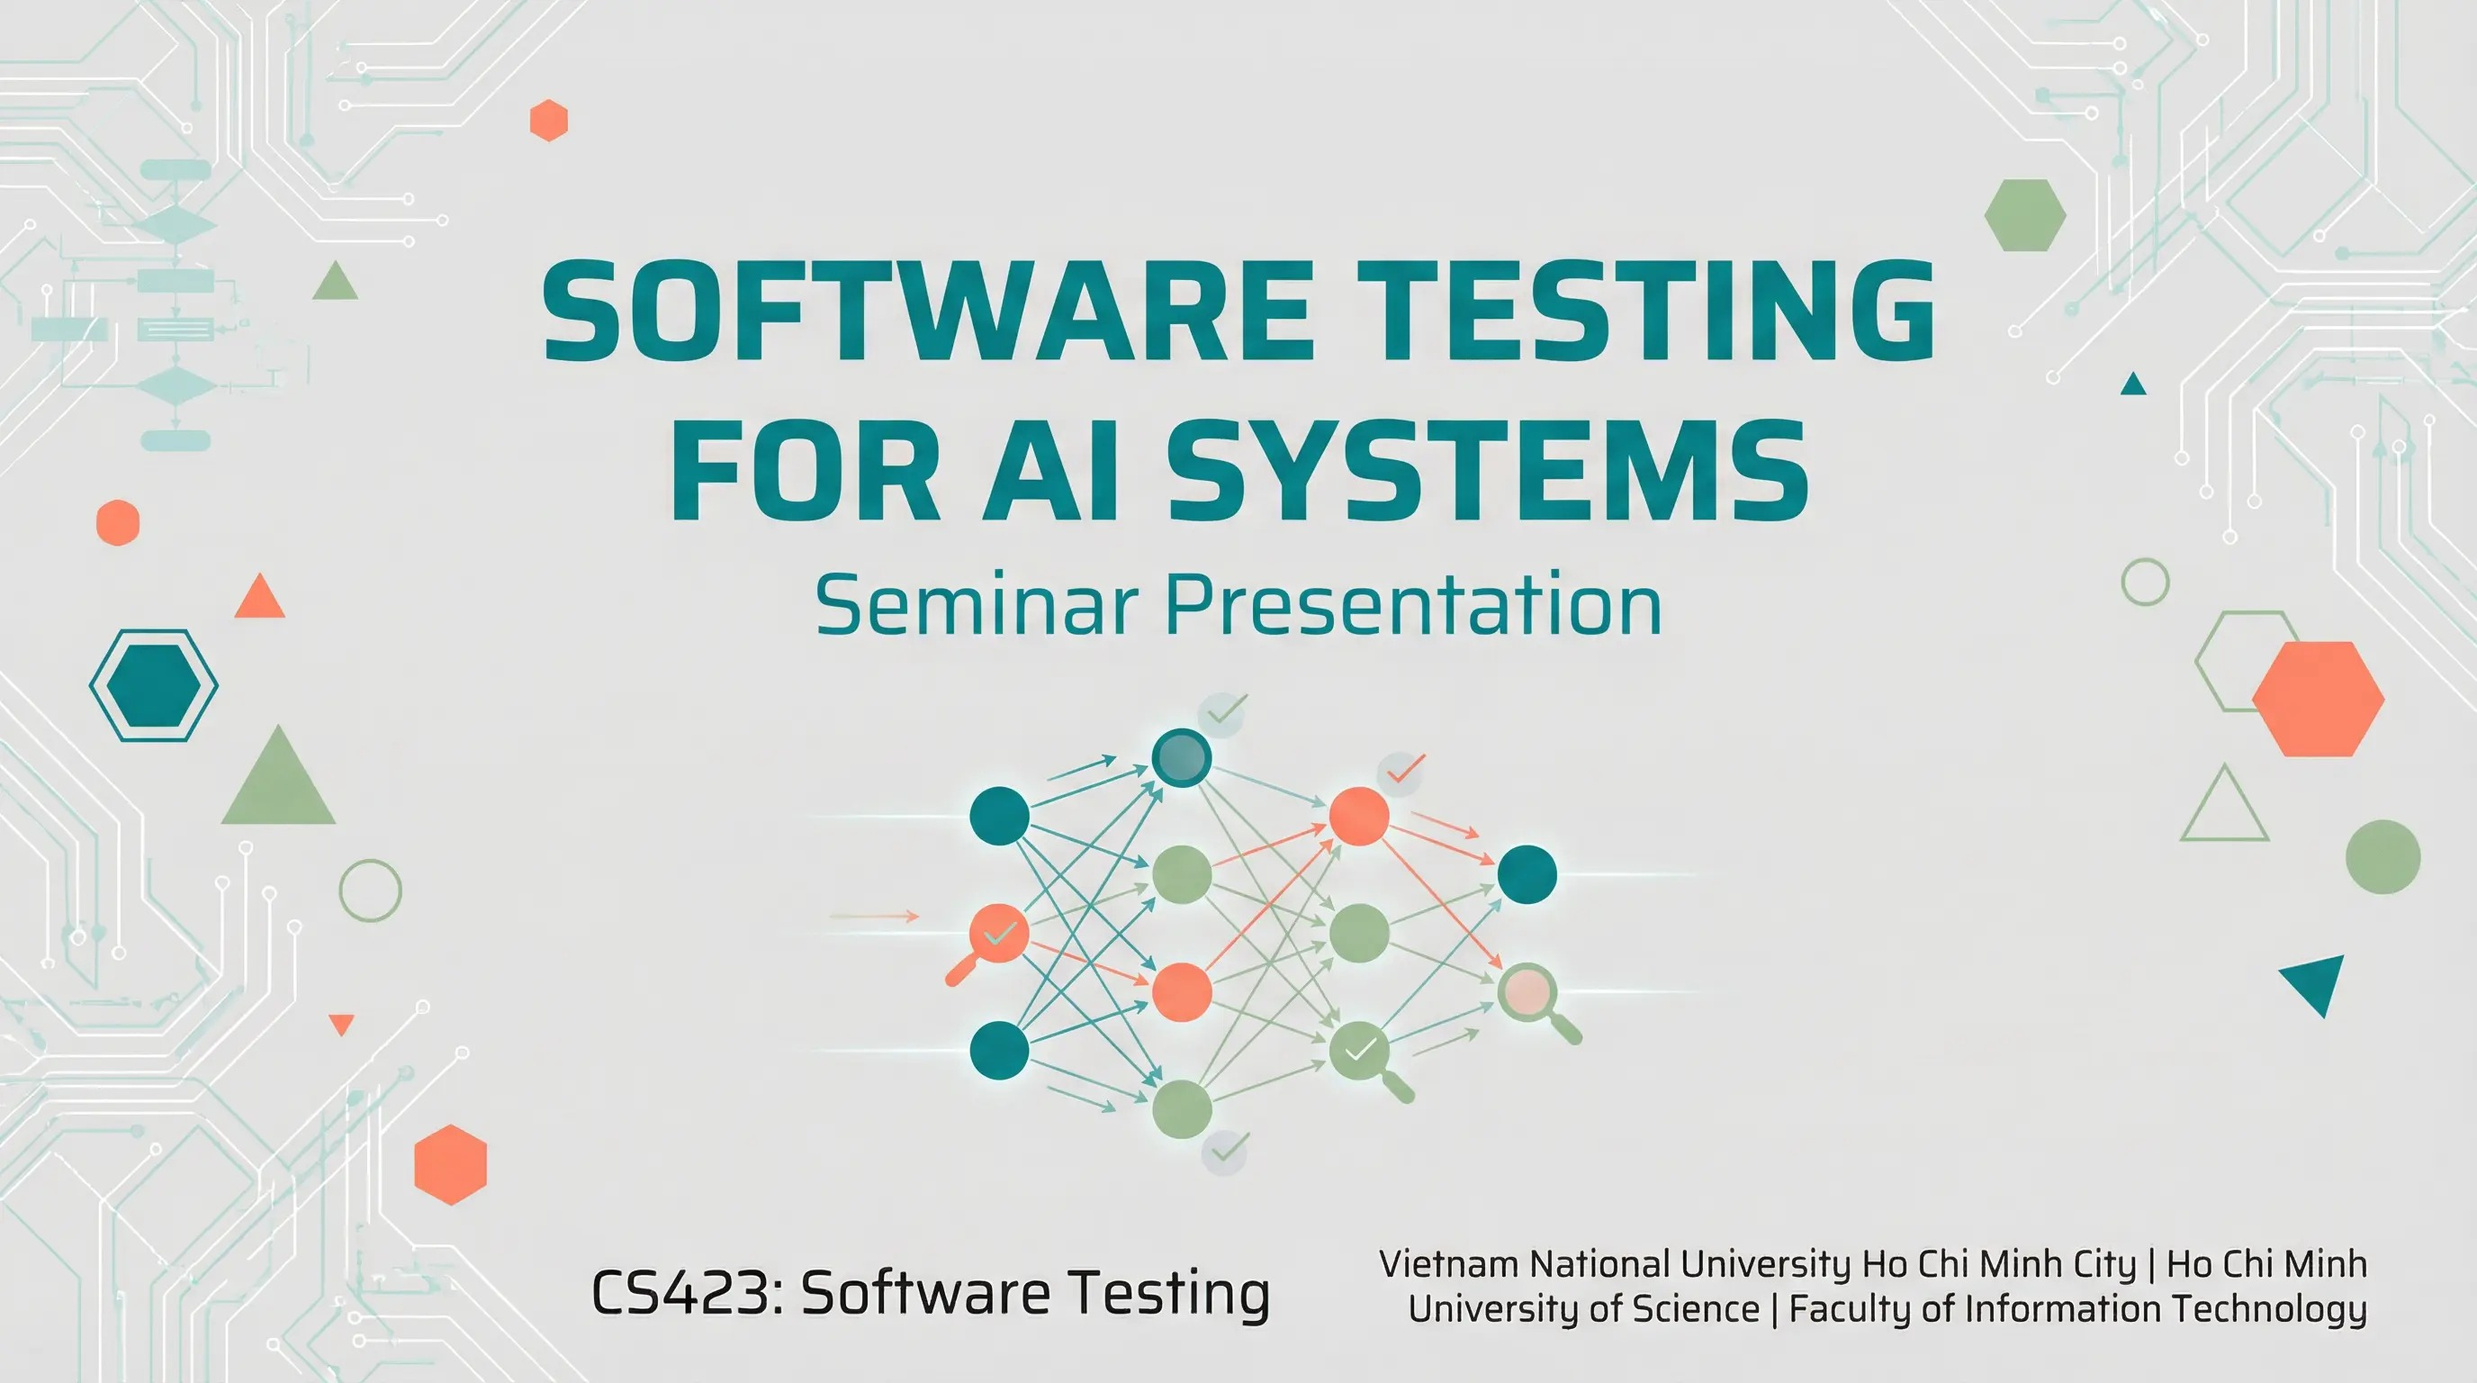 SOFTWARE TESTING
FOR AI SYSTEMS
Seminar Presentation
CS423: Software Testing
Vietnam National University Ho Chi Minh City | Ho Chi Minh
University of Science | Faculty of Information Technology